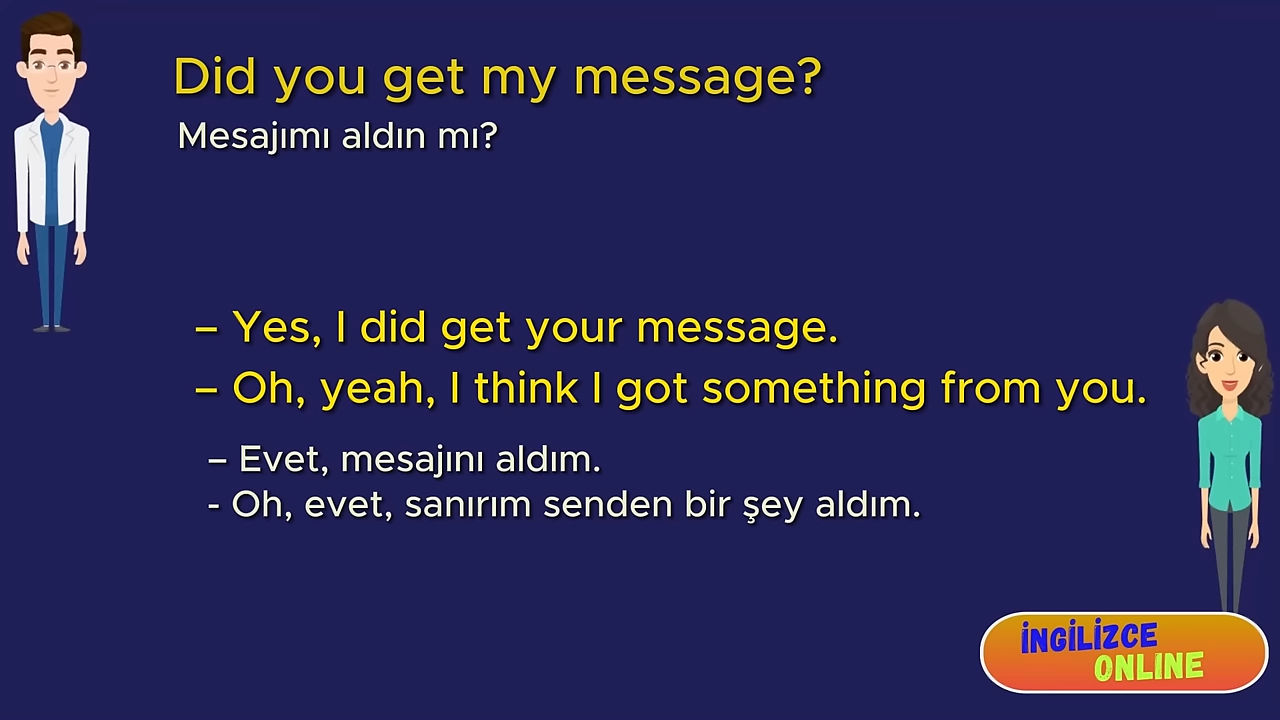 Did you get my message?
Mesajımı aldın mı?
– Yes, I did get your message.
– Oh, yeah, I think I got something from you.
– Evet, mesajını aldım.
- Oh, evet, sanırım senden bir şey aldım.
İNGİLİZCE
ONLINE